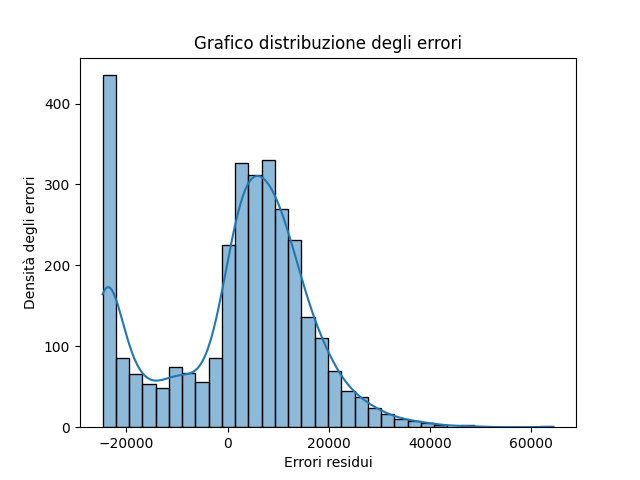 Grafico distribuzione degli errori
Densità degli errori
400
300
200
100
0
−20000 0 20000 40000 60000
Errori residui